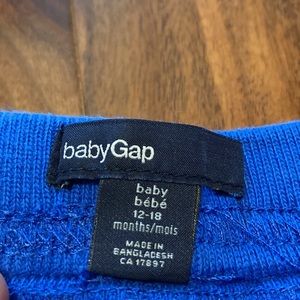 babyGap
baby
bébé
12-18
months/mois
MADE IN
BANGLADESH
CA 17897